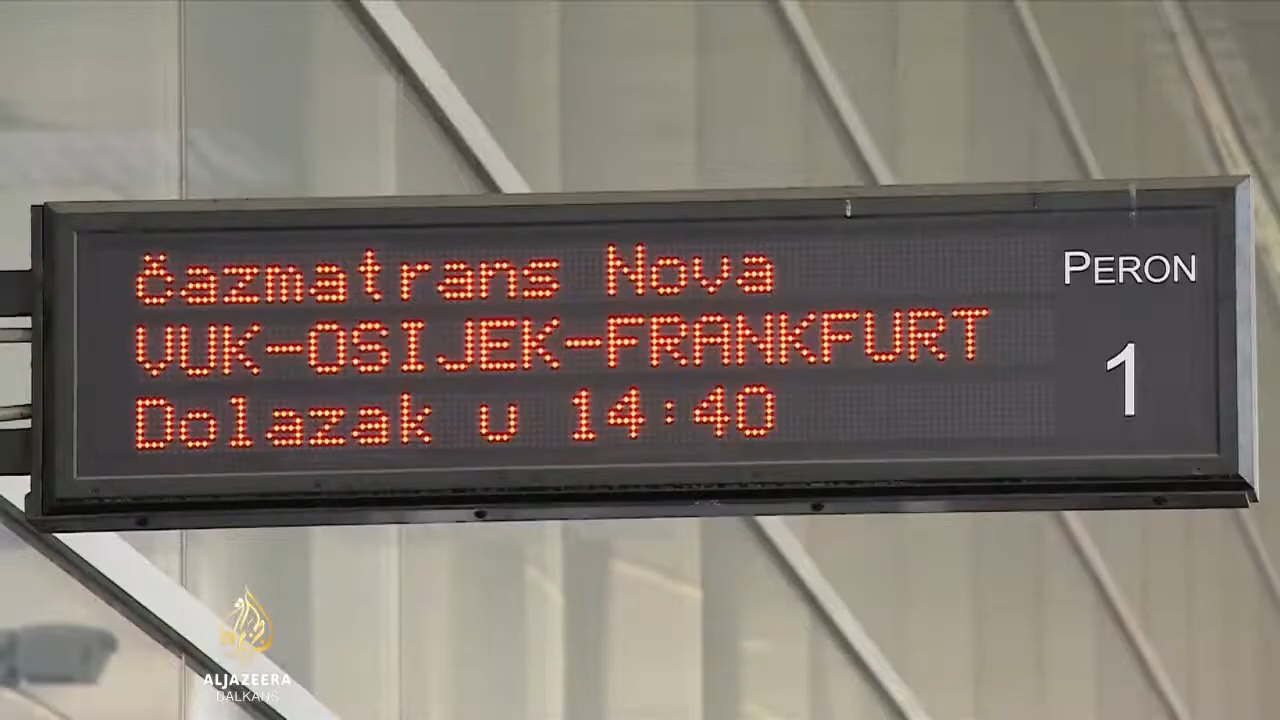 čazmatrans Nova
VUK-OSIJEK-FRANKFURT
Dolazak u 14:40
PERON
1
ALJAZEERA
BALKANS